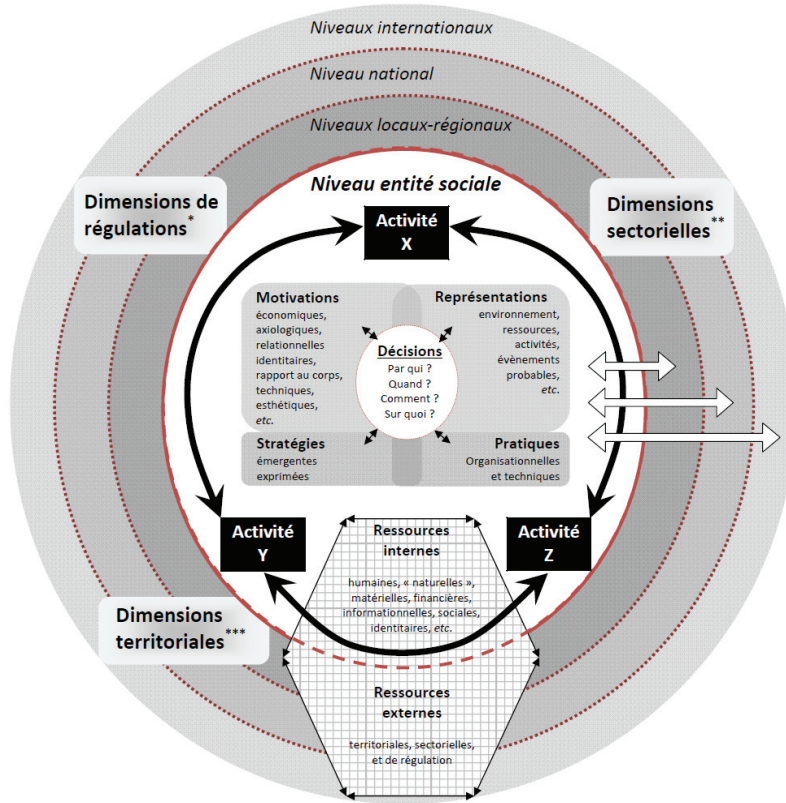 Niveaux internationaux
Niveau national
Niveaux locaux-régionaux
Niveau entité sociale
Dimensions de
régulations*
Dimensions
sectorielles**
Activité
X
Motivations
économiques,
axiologiques,
relationnelles
identitaires,
rapport au corps,
techniques,
esthétiques,
etc.
Représentations
environnement,
ressources,
activités,
évènements
probables,
etc.
Décisions
Par qui ?
Quand ?
Comment ?
Sur quoi ?
Stratégies
émergentes
exprimées
Pratiques
Organisationnelles
et techniques
Activité
Y
Activité
Z
Ressources
internes
humaines, « naturelles »,
matérielles, financières,
informationnelles, sociales,
identitaires, etc.
Dimensions
territoriales***
Ressources
externes
territoriales, sectorielles,
et de régulation